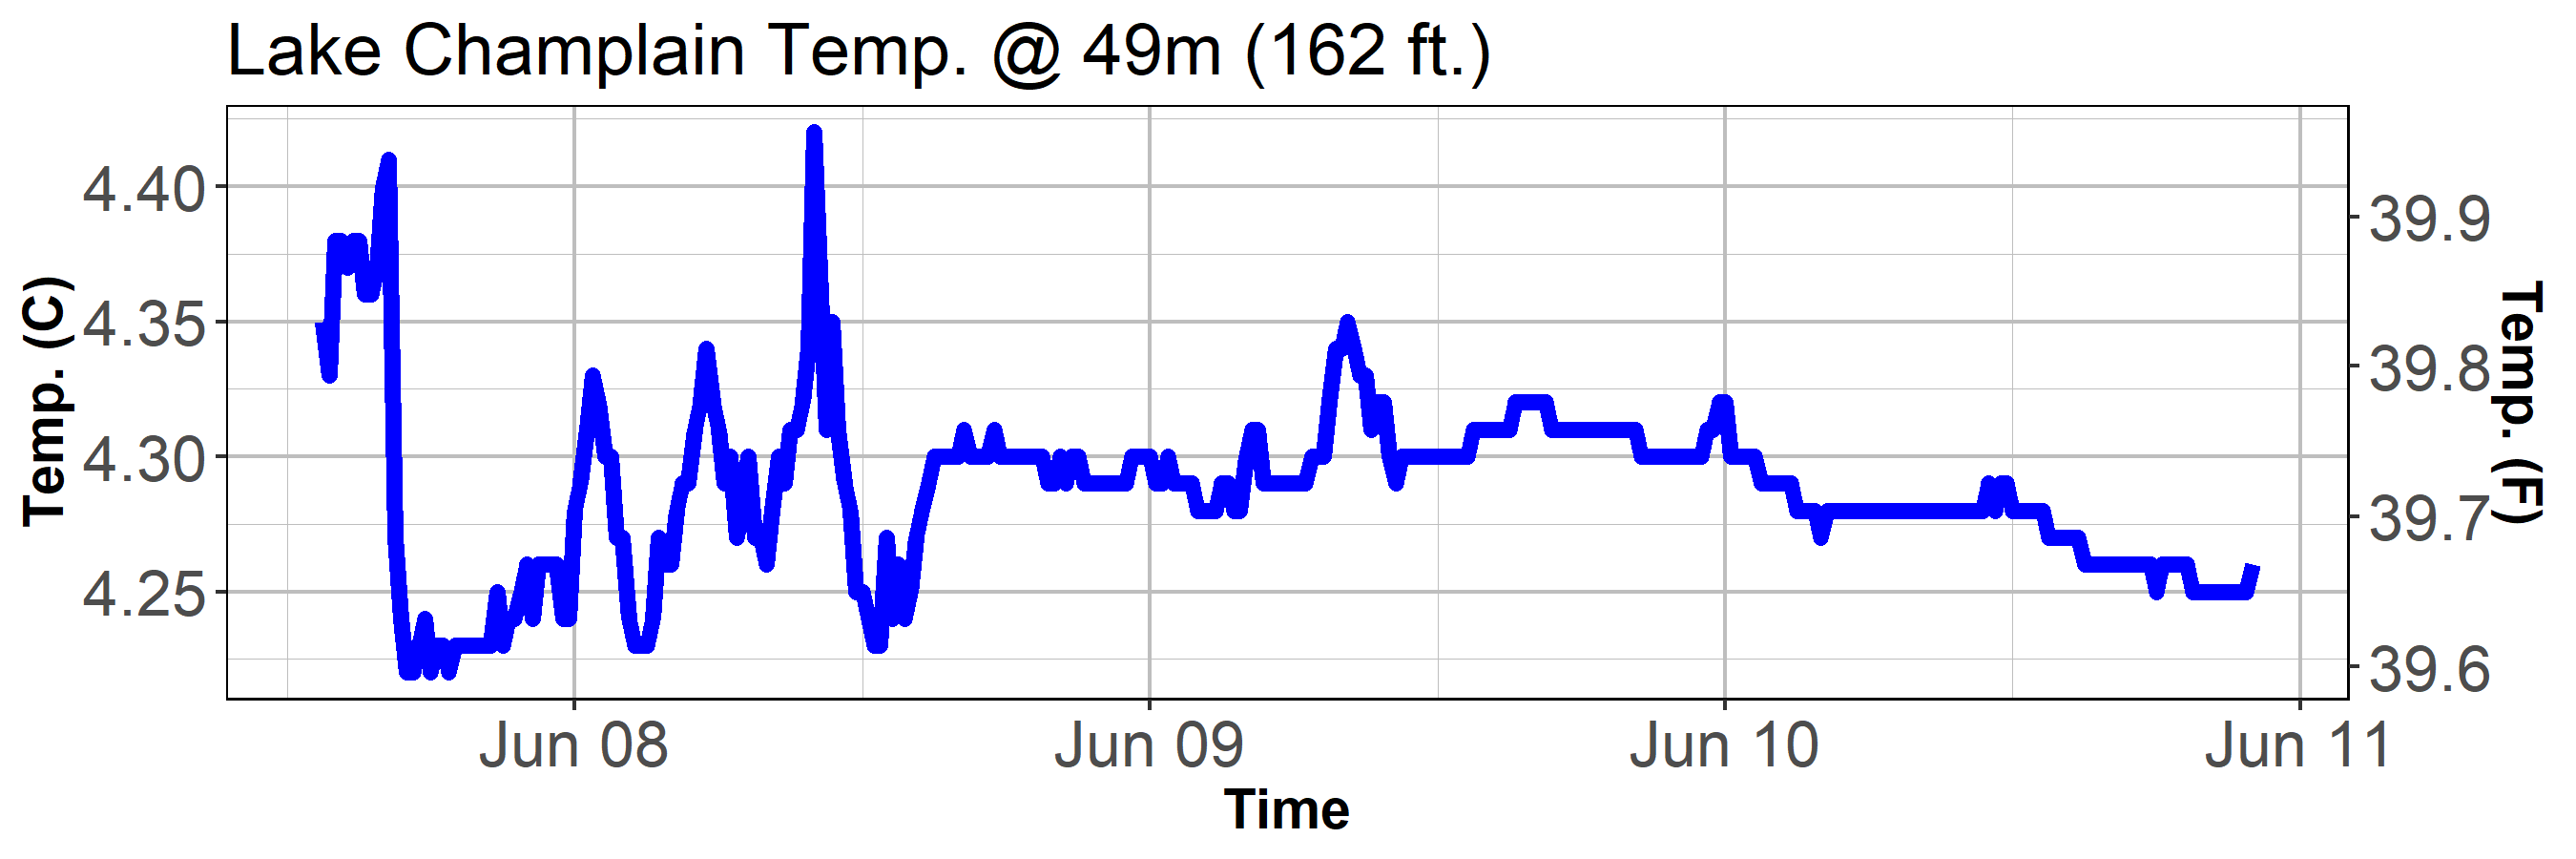 Lake Champlain Temp. @ 49m (162 ft.)
Temp. (C)
4.40
4.35
4.30
4.25
39.9
39.8
39.7
39.6
Temp. (F)
Jun 08
Jun 09
Jun 10
Jun 11
Time